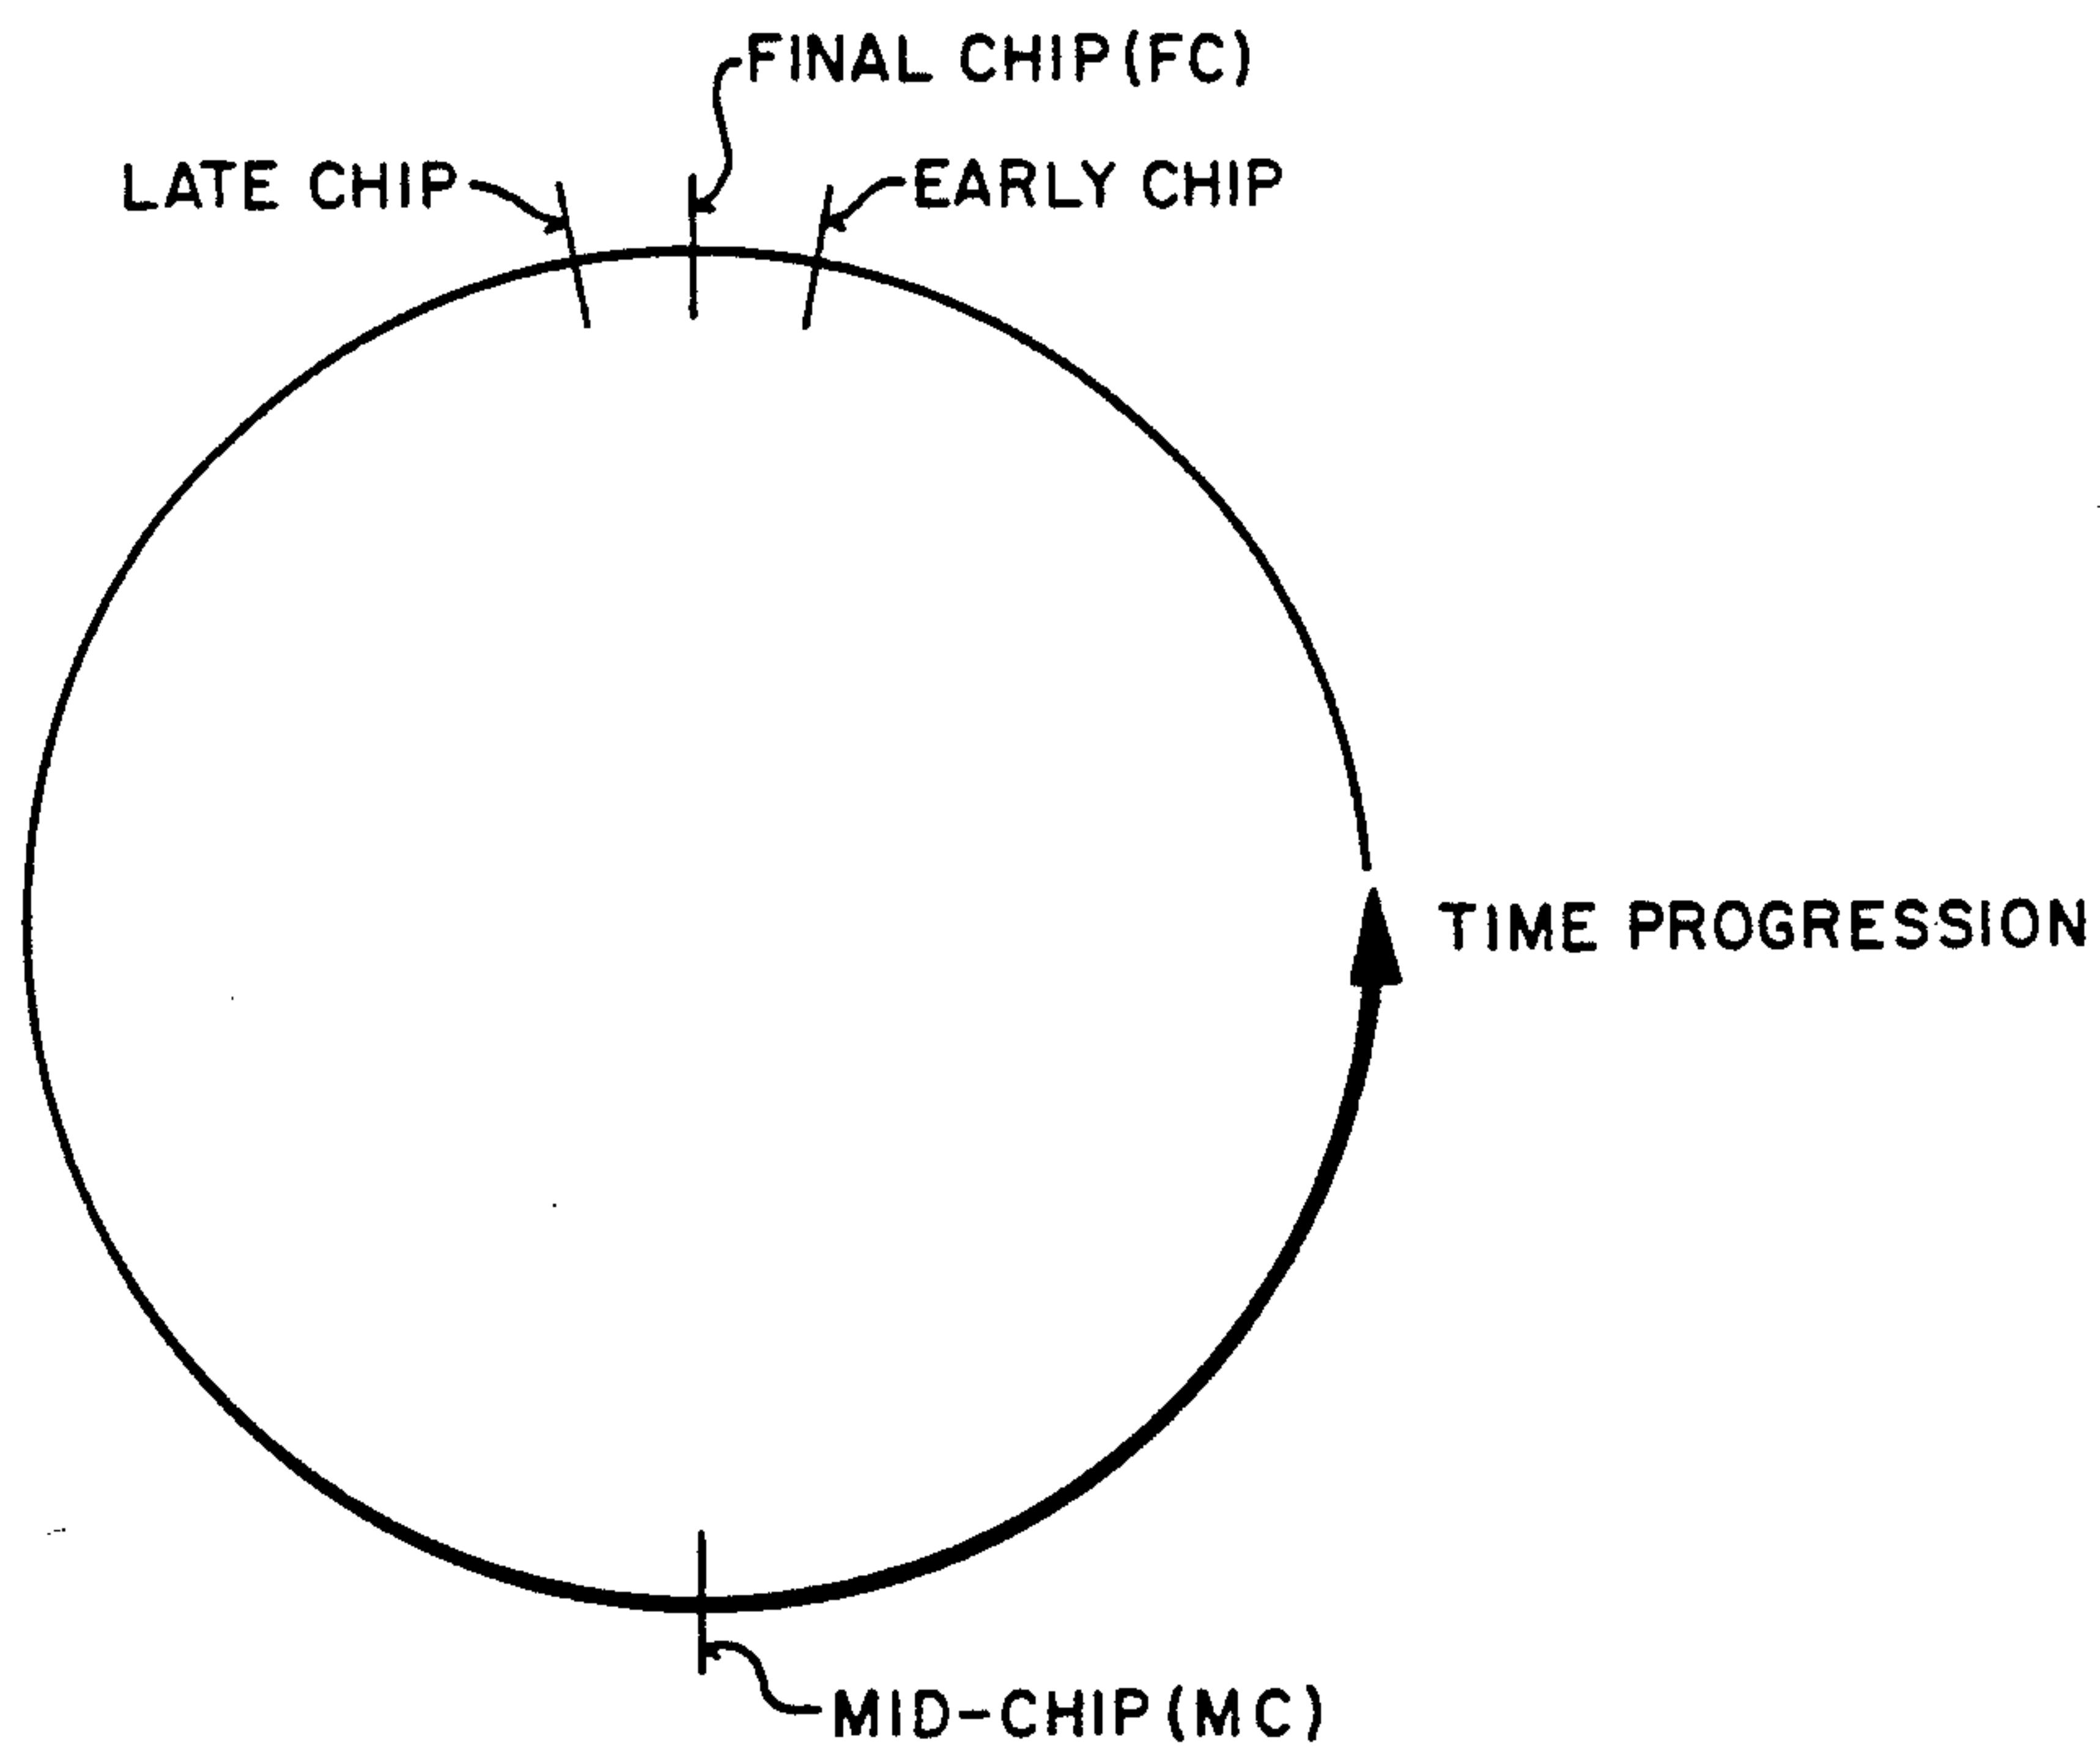 FINAL CHIP(FC)
LATE CHIP
EARLY CHIP
TIME PROGRESSION
MID-CHIP(MC)